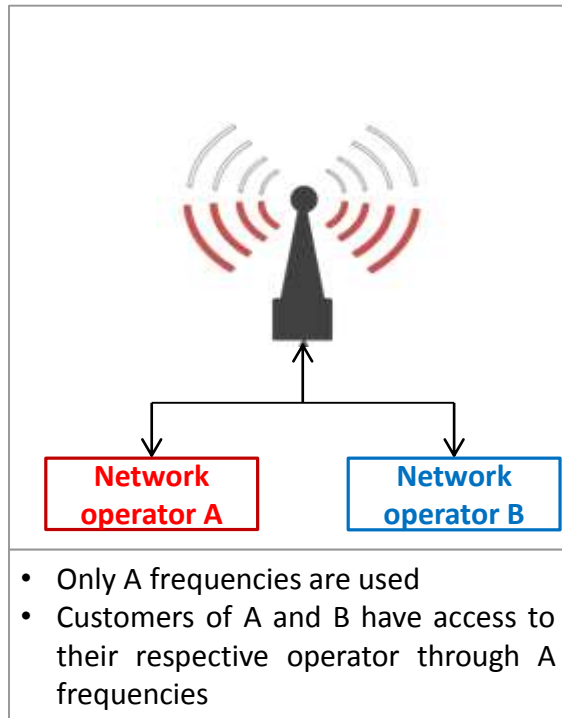 Network
operator A
Network
operator B
• Only A frequencies are used
• Customers of A and B have access to
their respective operator through A
frequencies